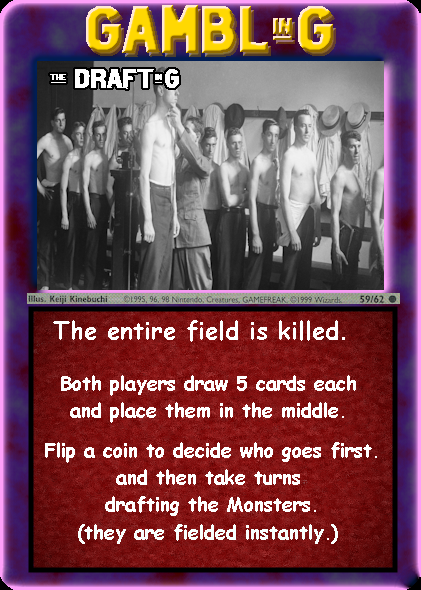 GAMBLING
THE DRAFT-ING
Illus. Keiji Kinebuchi ©1995, 96, 98 Nintendo, Creatures, GAMEFREAK. ©1999 Wizards. 59/62
The entire field is killed.
Both players draw 5 cards each
and place them in the middle.
Flip a coin to decide who goes first.
and then take turns
drafting the Monsters.
(they are fielded instantly.)